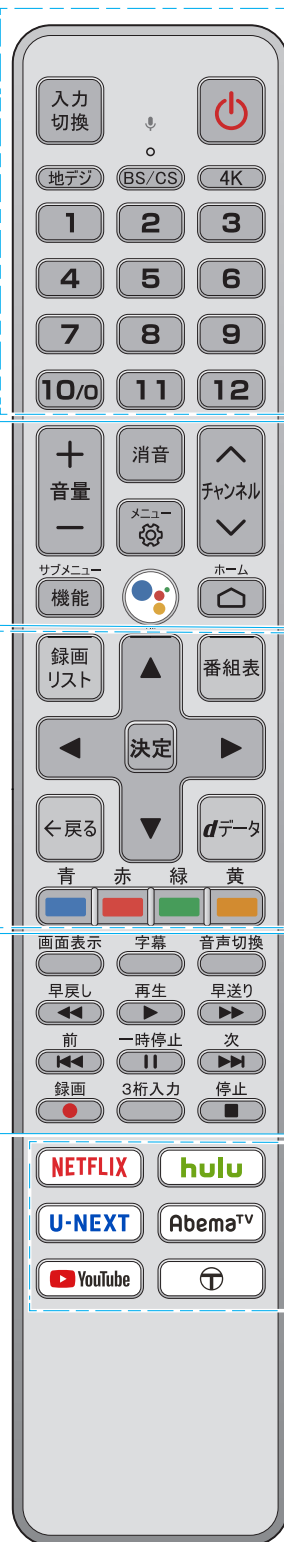 入力
切換
地デジ BS/CS 4K
1 2 3
4 5 6
7 8 9
10/0 11 12
音量
消音
チャンネル
メニュー
サブメニュー
機能
ホーム
録画
リスト
番組表
決定
←戻る
dデータ
青 赤 緑 黄
画面表示 字幕 音声切換
早戻し 再生 早送り
前 一時停止 次
録画 3桁入力 停止
NETFLIX hulu
U-NEXT AbemaTV
YouTube